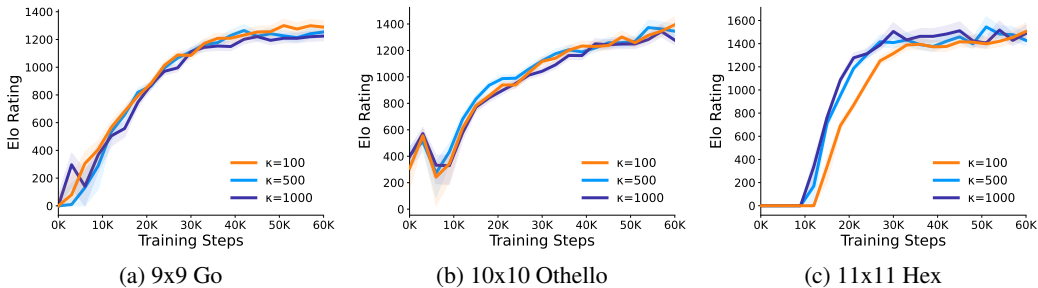 Elo Rating
1400
1200
1000
800
600
400
200
0
κ=100
κ=500
κ=1000
0K 10K 20K 30K 40K 50K 60K
Training Steps
(a) 9x9 Go
Elo Rating
1400
1200
1000
800
600
400
200
0
κ=100
κ=500
κ=1000
0K 10K 20K 30K 40K 50K 60K
Training Steps
(b) 10x10 Othello
Elo Rating
1600
1400
1200
1000
800
600
400
200
0
κ=100
κ=500
κ=1000
0K 10K 20K 30K 40K 50K 60K
Training Steps
(c) 11x11 Hex